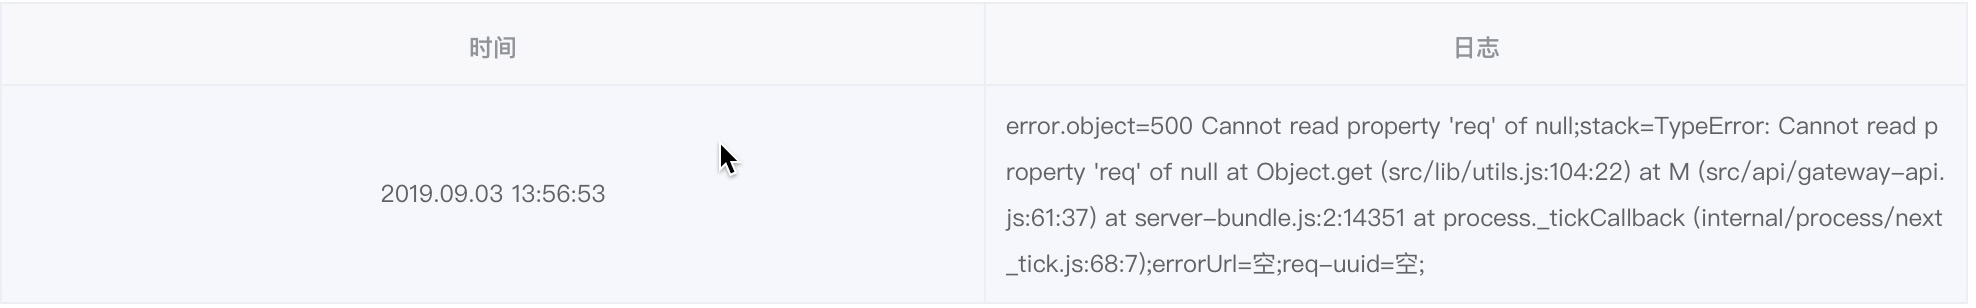 时间
日志
2019.09.03 13:56:53
error.object=500 Cannot read property 'req' of null;stack=TypeError: Cannot read p
roperty 'req' of null at Object.get (src/lib/utils.js:104:22) at M (src/api/gateway-api.
js:61:37) at server-bundle.js:2:14351 at process._tickCallback (internal/process/next
_tick.js:68:7);errorUrl=空;req-uuid=空;